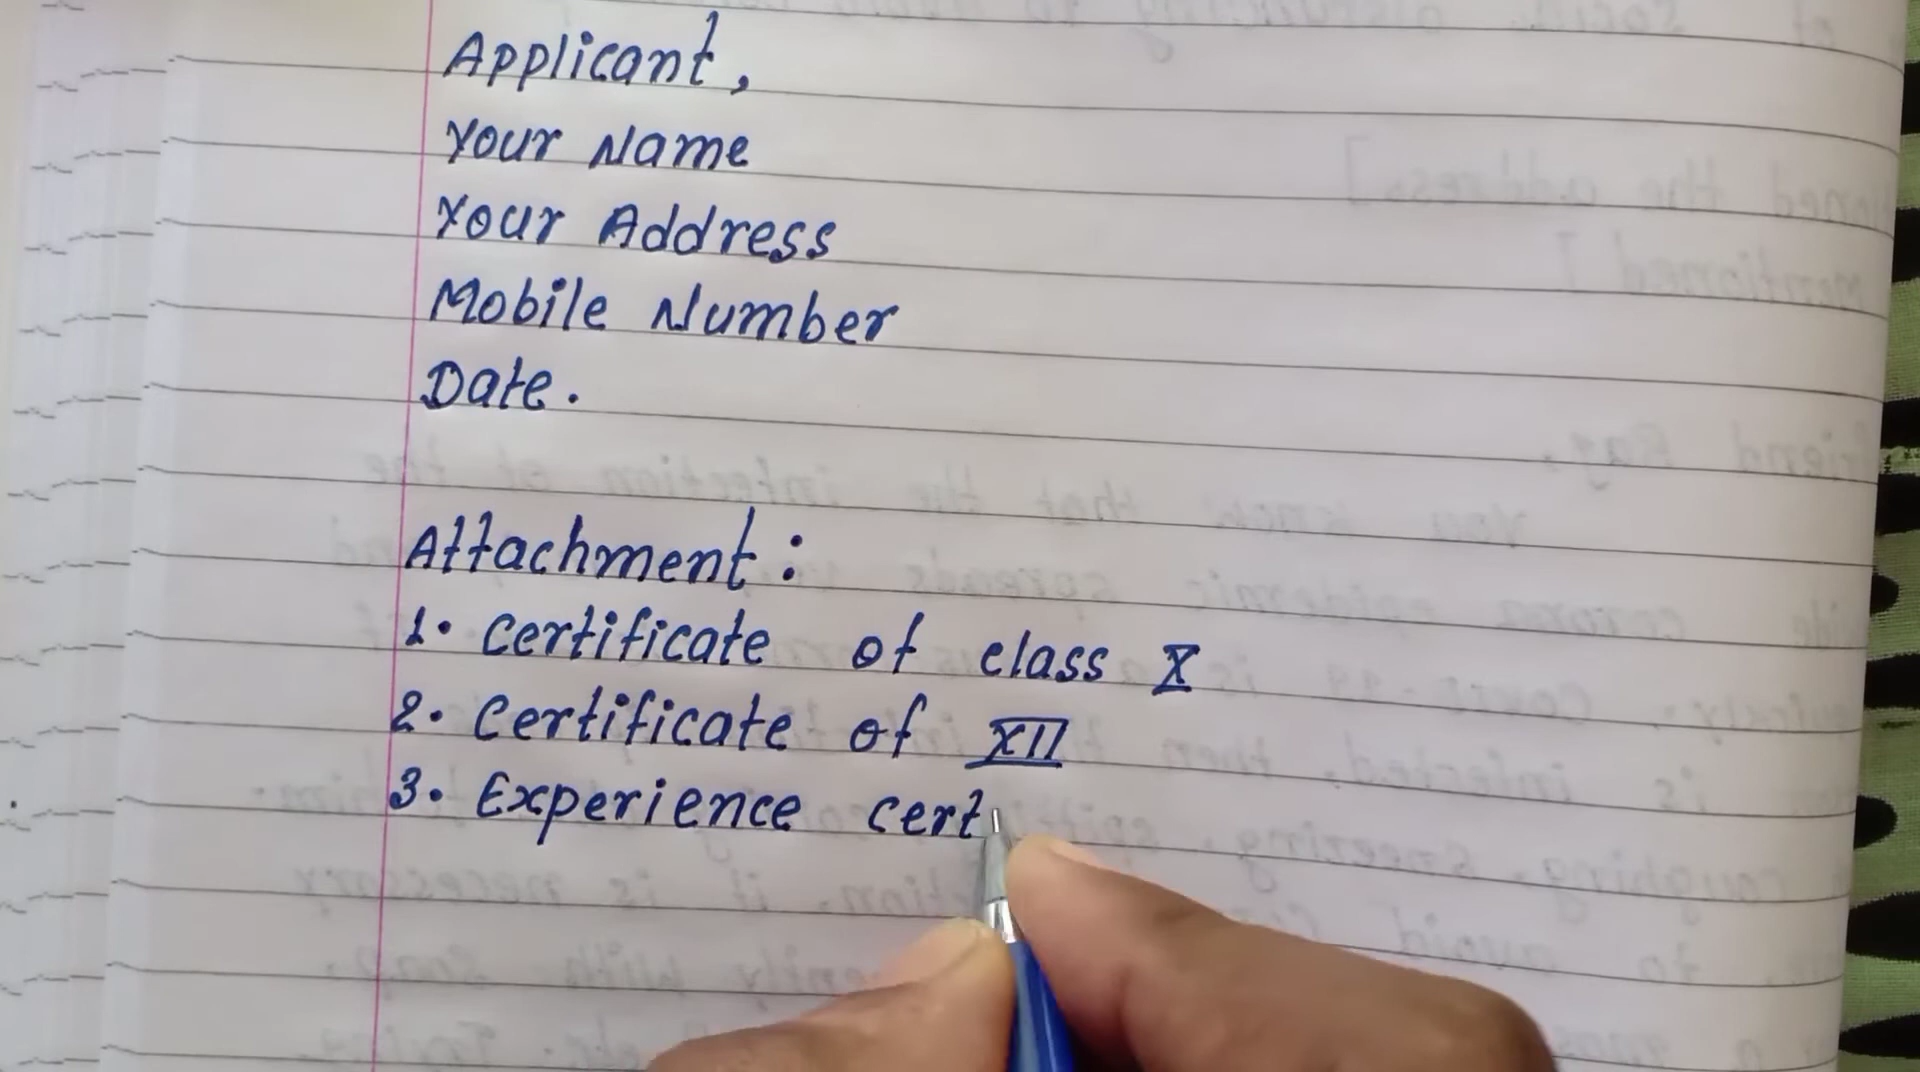 Applicant,
Your Name
Your Address
Mobile Number
Date.
Attachment:
1. Certificate of class X
2. Certificate of XII
3. Experience cert